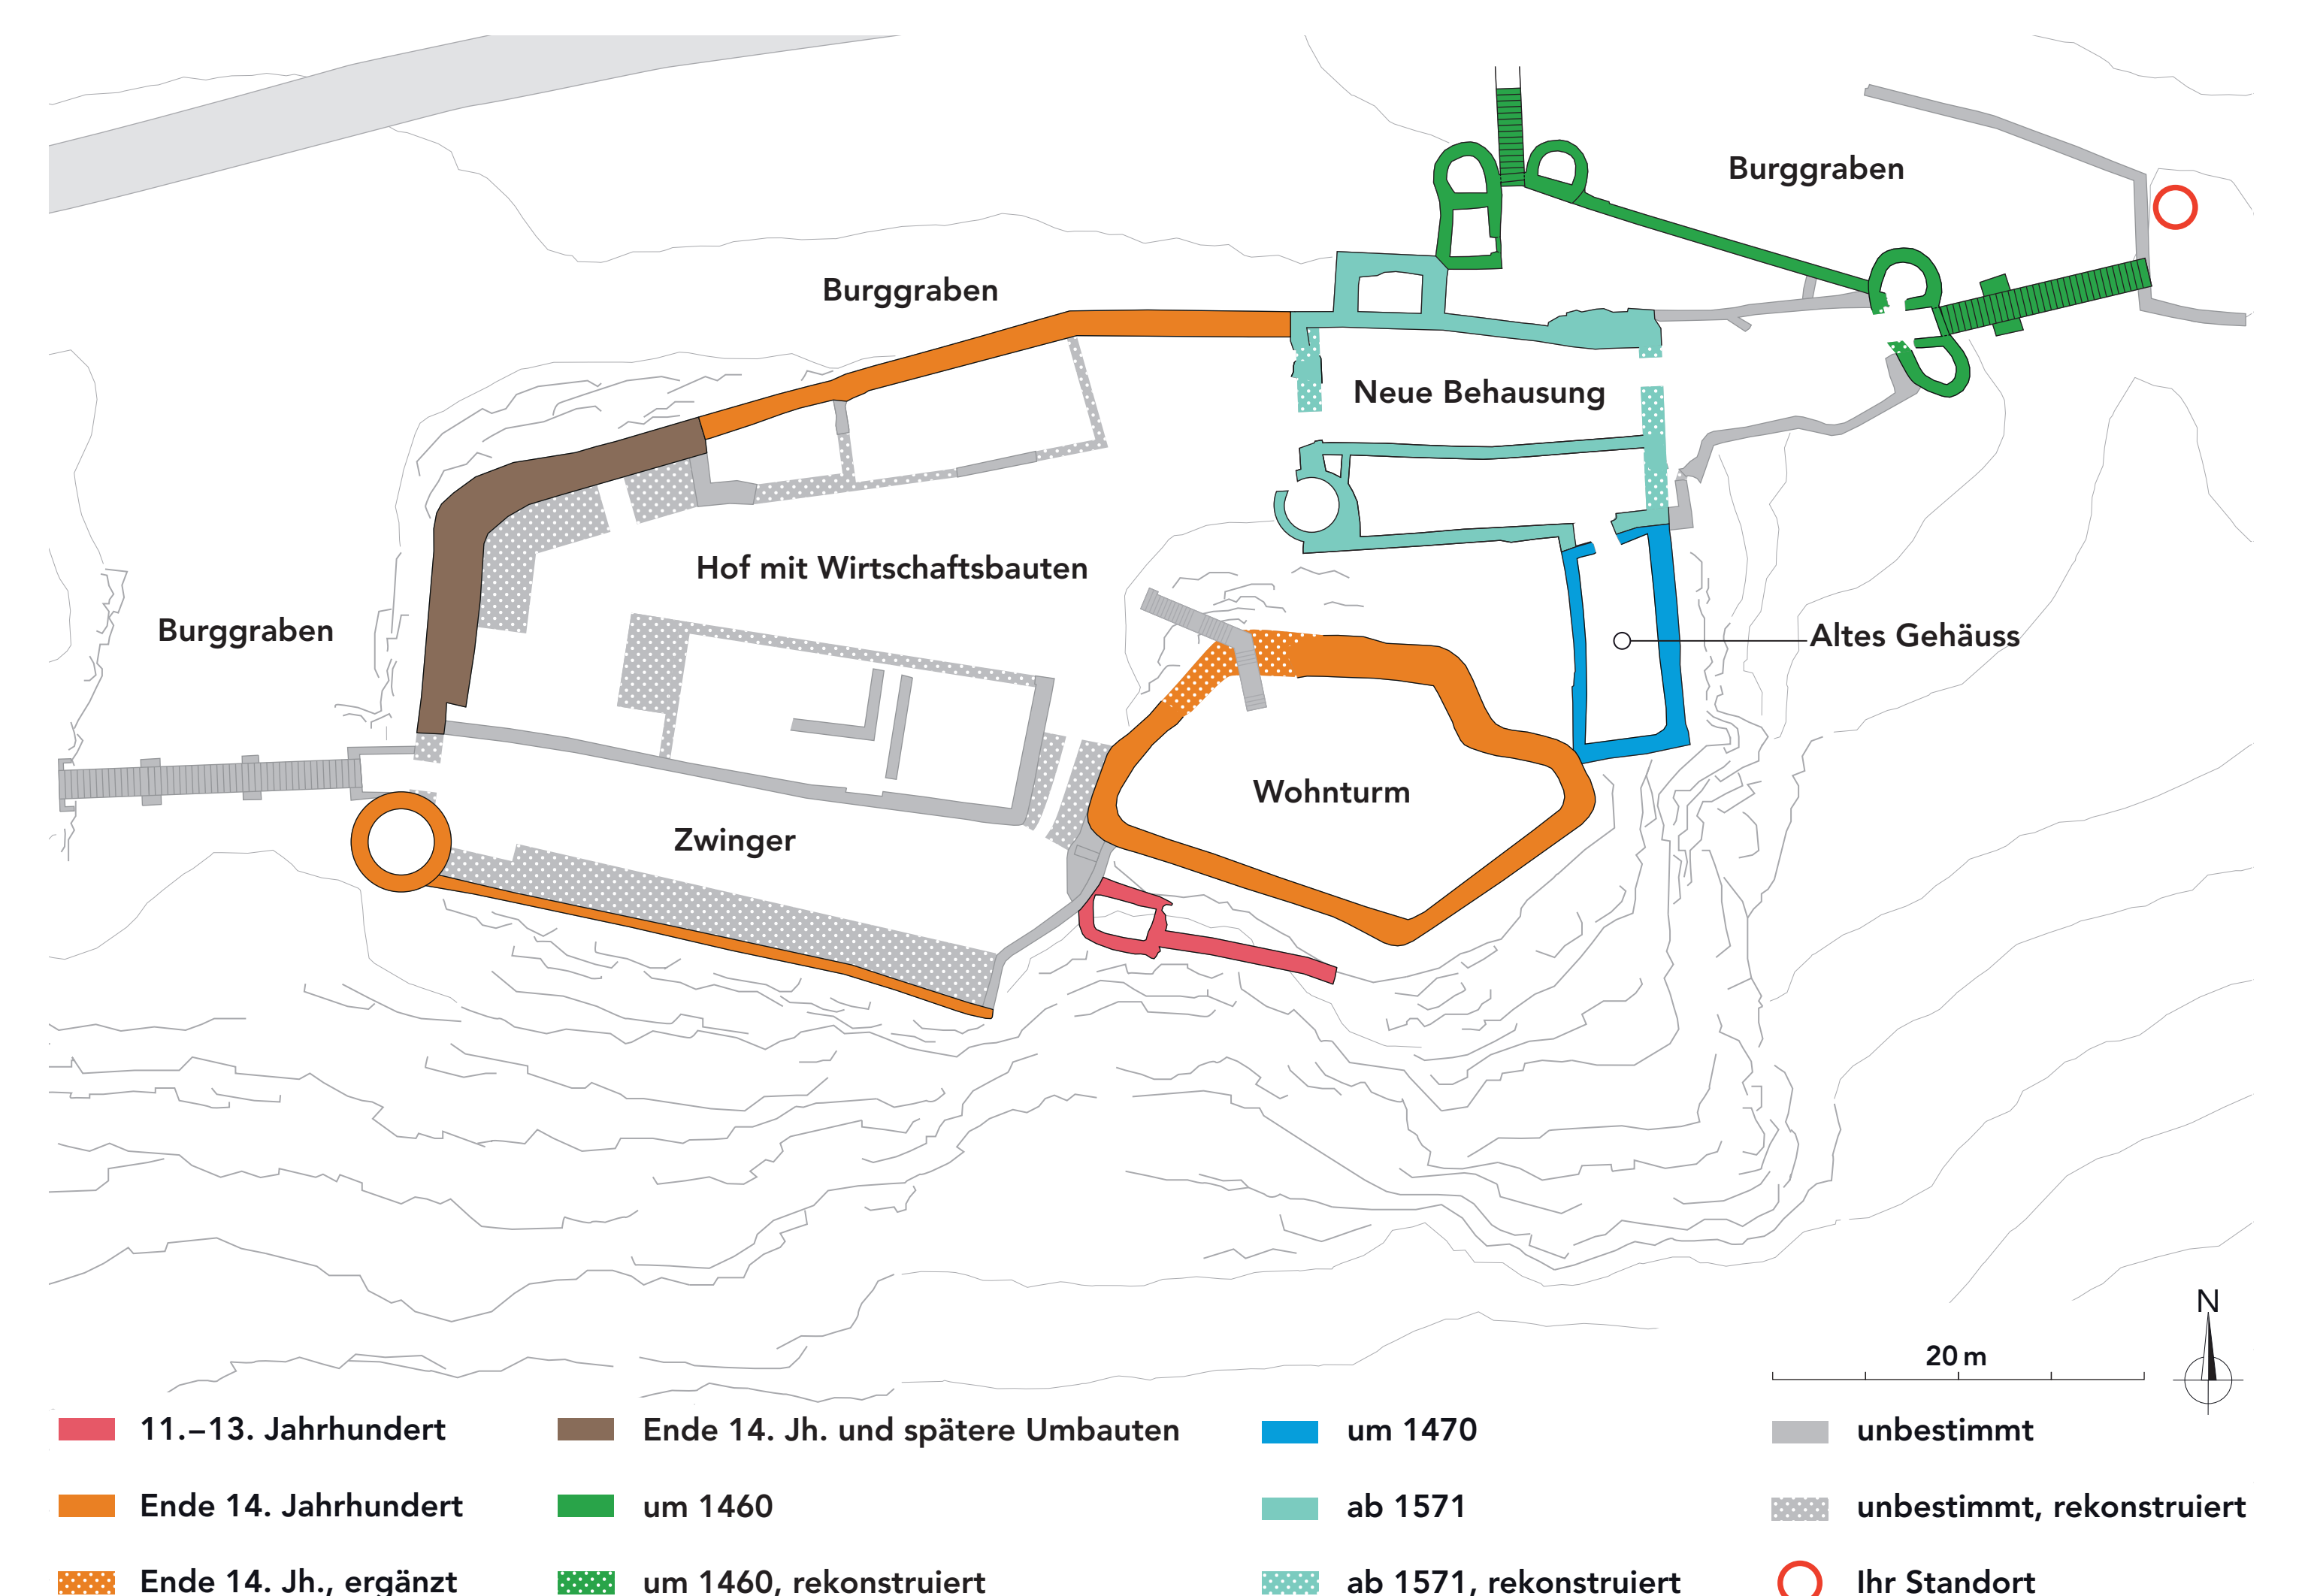 Burggraben
Burggraben
Neue Behausung
Hof mit Wirtschaftsbauten
Burggraben
Altes Gehäuss
Wohnturm
Zwinger
N
20 m
11.–13. Jahrhundert
Ende 14. Jh. und spätere Umbauten
um 1470
unbestimmt
Ende 14. Jahrhundert
um 1460
ab 1571
unbestimmt, rekonstruiert
Ende 14. Jh., ergänzt
um 1460, rekonstruiert
ab 1571, rekonstruiert
Ihr Standort